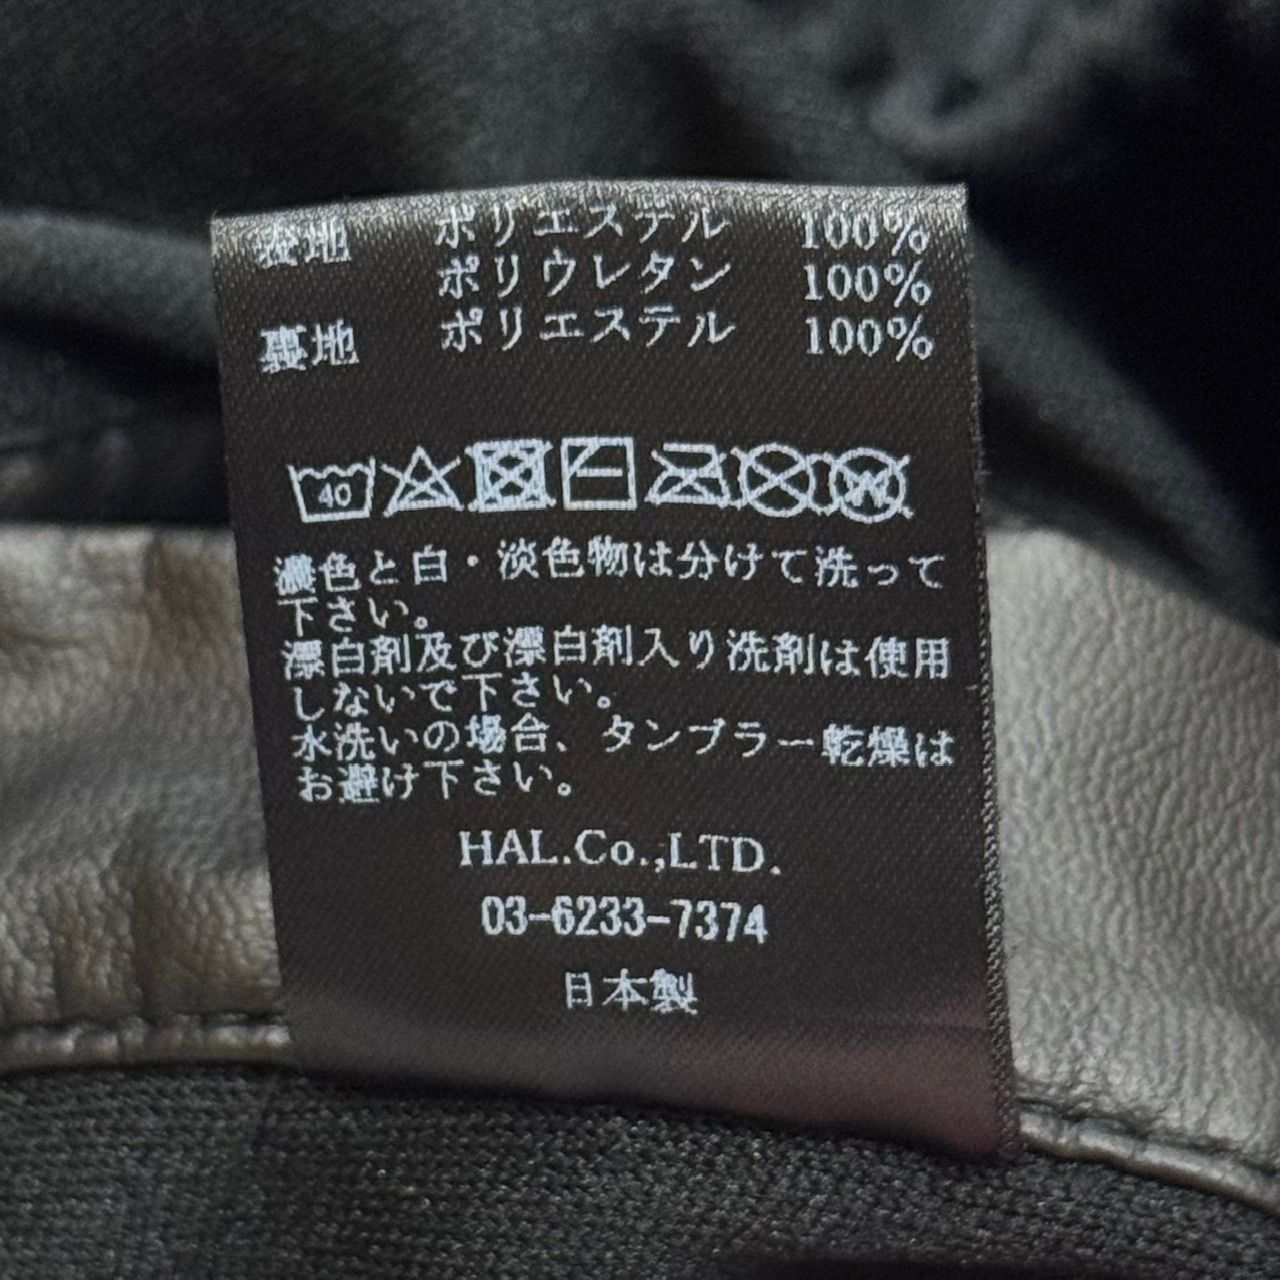 表地 ポリエステル 100%
ポリウレタン 100%
裏地 ポリエステル 100%
40
W
濃色と白・淡色物は分けて洗って
下さい。
漂白剤及び漂白剤入り洗剤は使用
しないで下さい。
水洗いの場合、タンブラー乾燥は
お避け下さい。
HAL.Co.,LTD.
03-6233-7374
日本製